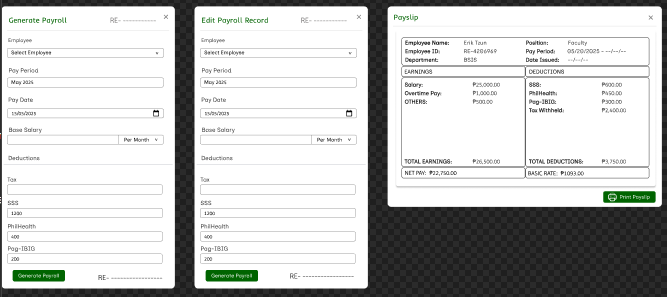 Generate Payroll RE- ------------ ×
Employee
Select Employee
Pay Period
May 2025
Pay Date
15/05/2025
Base Salary
Per Month
Deductions
Tax
SSS
1200
PhilHealth
400
Pag-IBIG
200
Generate Payroll RE- ------------------
Edit Payroll Record RE- ------------ ×
Employee
Select Employee
Pay Period
May 2025
Pay Date
15/05/2025
Base Salary
Per Month
Deductions
Tax
SSS
1200
PhilHealth
400
Pag-IBIG
200
Generate Payroll RE- ------------------
Payslip ×
Employee Name: Erik Toun Position: Faculty
Employee ID: RE-4206969 Pay Period: 05/20/2025 - --/--/--
Department: BSIS Date Issued: --/--/--
EARNINGS DEDUCTIONS
Salary: ₱25,000.00 SSS: ₱600.00
Overtime Pay: ₱1,000.00 PhilHealth: ₱450.00
OTHERS: ₱500.00 Pag-IBIG: ₱300.00
Tax Withheld: ₱2,400.00
TOTAL EARNINGS: ₱26,500.00 TOTAL DEDUCTIONS: ₱3,750.00
NET PAY: ₱22,750.00 BASIC RATE: ₱1093.00
Print Payslip